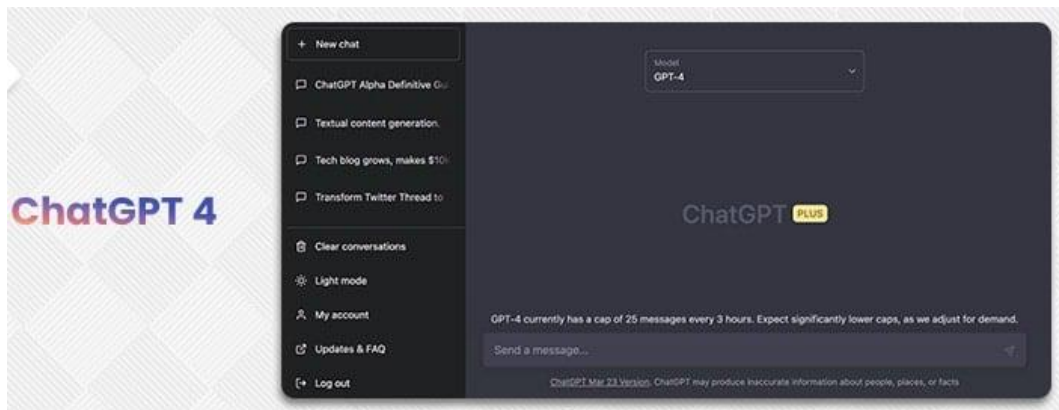 ChatGPT 4
+ New chat
ChatGPT Alpha Definitive
Textual content generation.
Tech blog grows, makes
Transform Twitter Thread to
Clear conversations
Light mode
My account
Updates & FAQ
Log out
Model
GPT-4
ChatGPT PLUS
GPT-4 currently has a cap of 25 messages every 3 hours. Expect significantly lower caps, as we adjust for demand.
Send a message...
ChatGPT Mar 23 Version. ChatGPT may produce inaccurate information about people, places, or facts